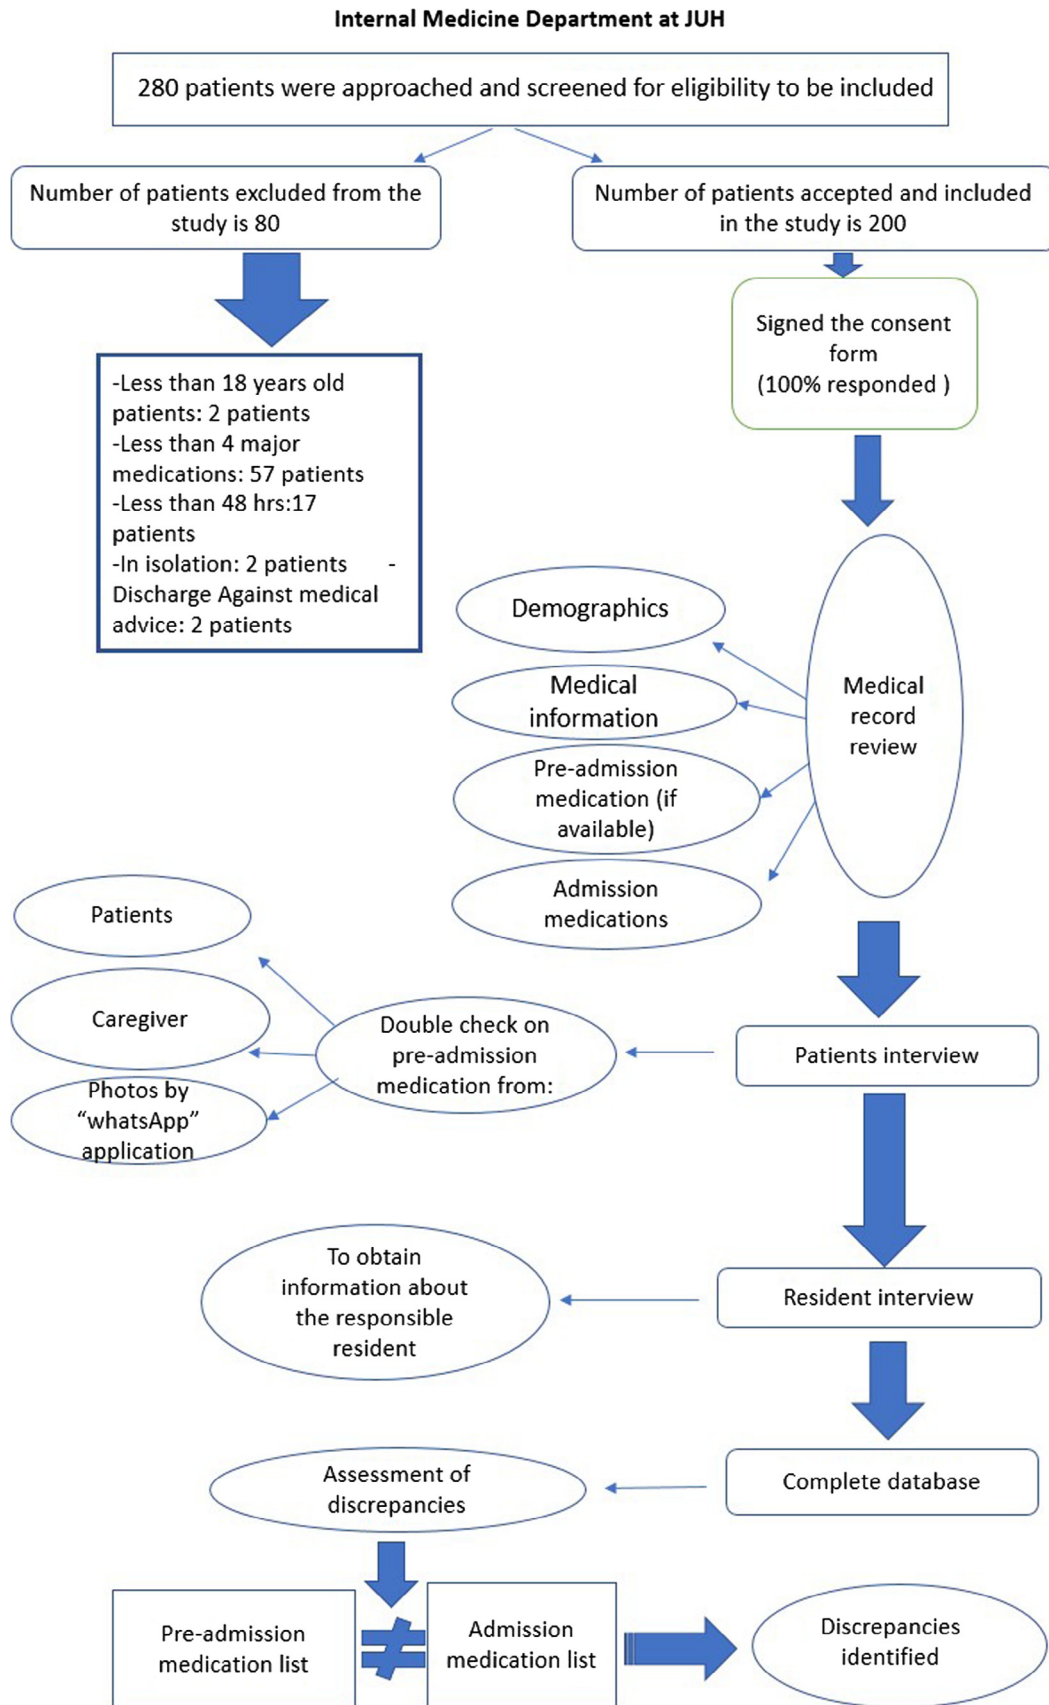 Internal Medicine Department at JUH
280 patients were approached and screened for eligibility to be included
Number of patients excluded from the
study is 80
Number of patients accepted and included
in the study is 200
Signed the consent
form
(100% responded )
-Less than 18 years old
patients: 2 patients
-Less than 4 major
medications: 57 patients
-Less than 48 hrs:17
patients
-In isolation: 2 patients -
Discharge Against medical
advice: 2 patients
Demographics
Medical
information
Pre-admission
medication (if
available)
Admission
medications
Medical
record
review
Patients
Caregiver
Photos by
“whatsApp”
application
Double check on
pre-admission
medication from:
Patients interview
To obtain
information about
the responsible
resident
Resident interview
Assessment of
discrepancies
Complete database
Pre-admission
medication list
≠
Admission
medication list
Discrepancies
identified